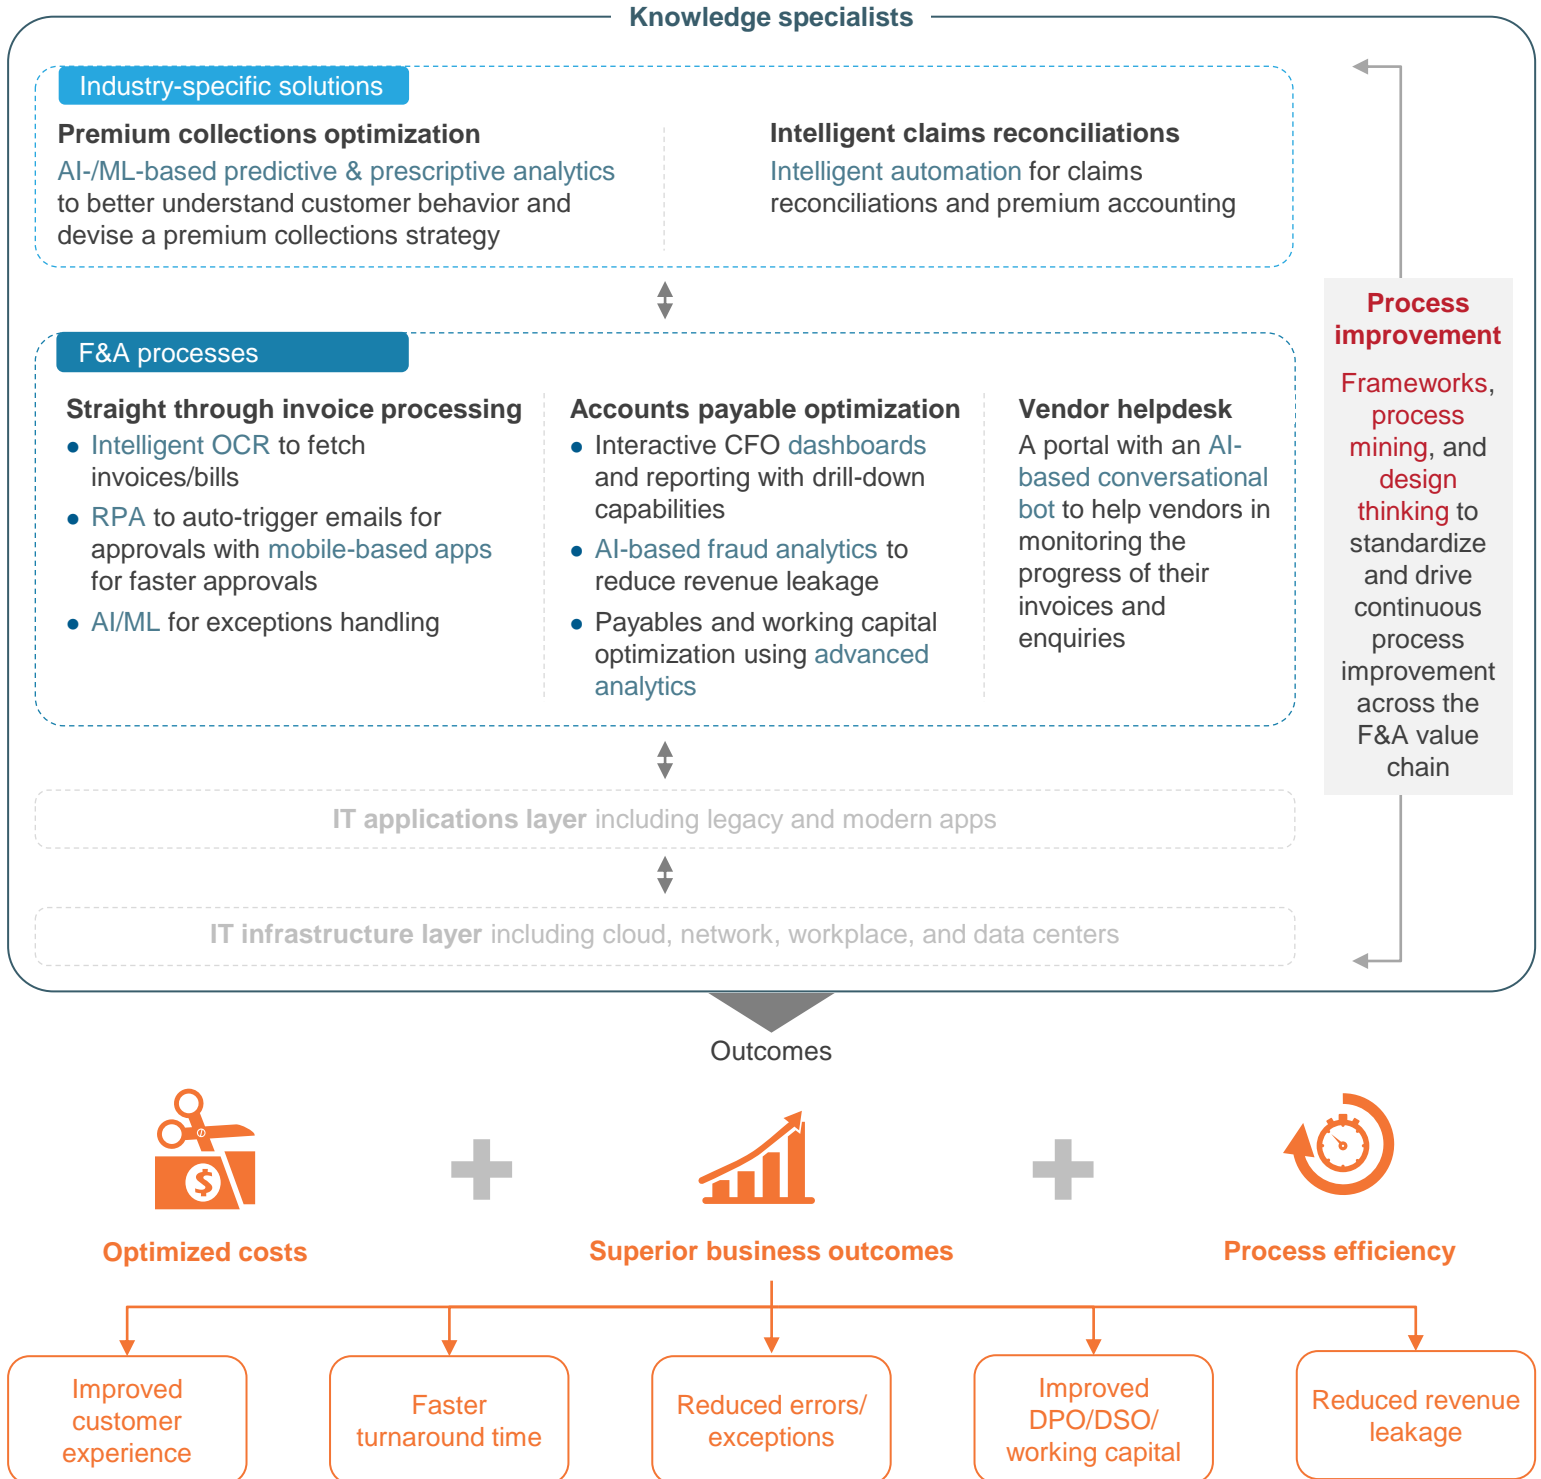 Knowledge specialists
Industry-specific solutions
Premium collections optimization
AI-/ML-based predictive & prescriptive analytics
to better understand customer behavior and
devise a premium collections strategy
Intelligent claims reconciliations
Intelligent automation for claims
reconciliations and premium accounting
F&A processes
Straight through invoice processing
● Intelligent OCR to fetch
invoices/bills
● RPA to auto-trigger emails for
approvals with mobile-based apps
for faster approvals
● AI/ML for exceptions handling
Accounts payable optimization
● Interactive CFO dashboards
and reporting with drill-down
capabilities
● AI-based fraud analytics to
reduce revenue leakage
● Payables and working capital
optimization using advanced
analytics
Vendor helpdesk
A portal with an AI-
based conversational
bot to help vendors in
monitoring the
progress of their
invoices and
enquiries
IT applications layer including legacy and modern apps
IT infrastructure layer including cloud, network, workplace, and data centers
Process
improvement
Frameworks,
process
mining, and
design
thinking to
standardize
and drive
continuous
process
improvement
across the
F&A value
chain
Outcomes
$
Optimized costs
Superior business outcomes
Process efficiency
Improved
customer
experience
Faster
turnaround time
Reduced errors/
exceptions
Improved
DPO/DSO/
working capital
Reduced revenue
leakage